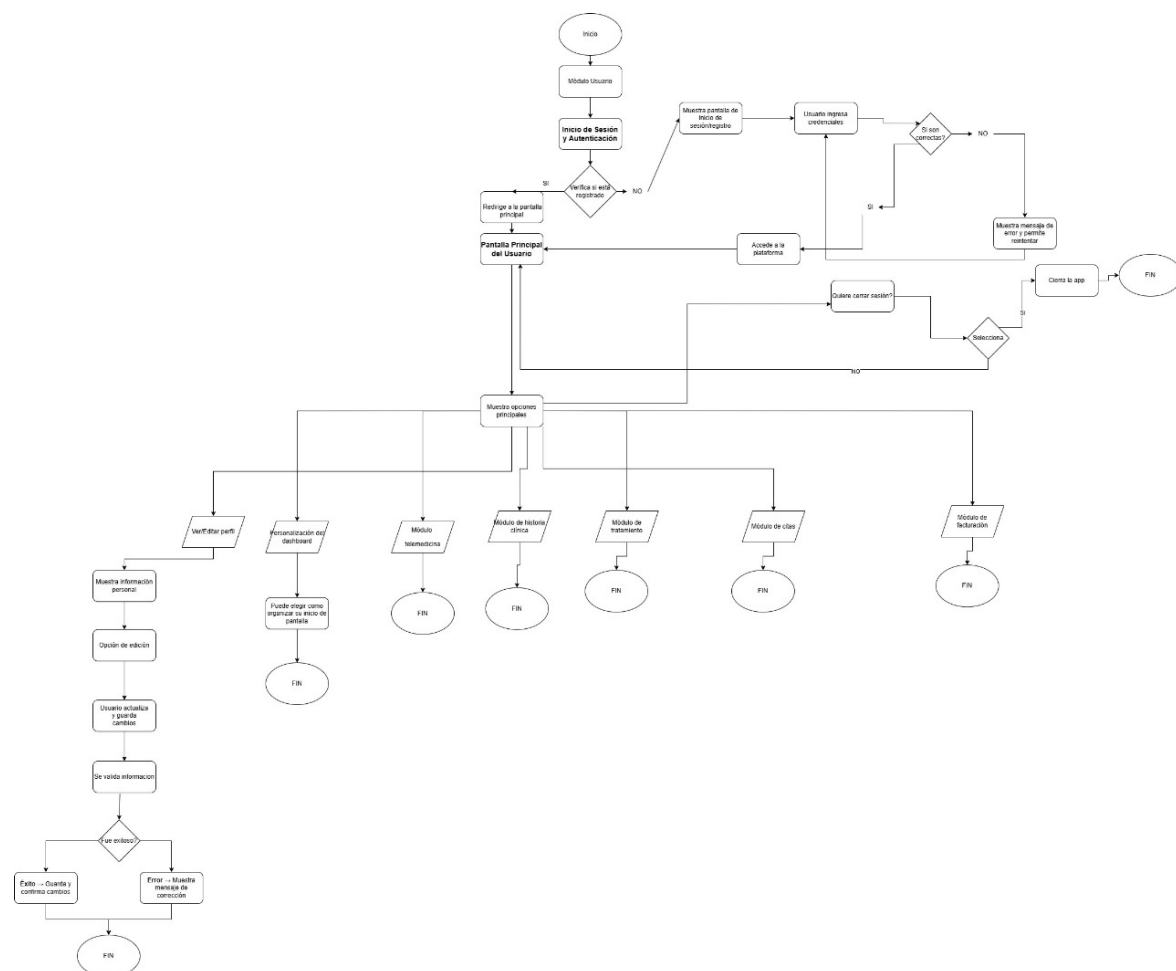 Inicio
Módulo Usuario
Inicio de Sesión
y Autenticación
Verifica si está
registrado
SI
NO
Muestra pantalla de
inicio de
sesión/registro
Usuario ingresa
credenciales
Si son
correctas?
NO
SI
Muestra mensaje de
error y permite
reintentar
Accede a la
plataforma
Redirige a la pantalla
principal
Pantalla Principal
del Usuario
Quiere cerrar sesión?
Selecciona
SI
NO
Cierra la app
FIN
Muestra opciones
principales
Ver/Editar perfil
Personalización del
dashboard
Módulo
telemedicina
Módulo de historia
clínica
Módulo de
tratamiento
Módulo de citas
Módulo de
facturación
FIN
FIN
FIN
FIN
FIN
Muestra información
personal
Puede elegir como
organizar su inicio de
pantalla
FIN
Opción de edición
Usuario actualiza
y guarda
cambios
Se valida informacion
Fue exitoso?
Éxito → Guarda y
confirma cambios
Error → Muestra
mensaje de
corrección
FIN